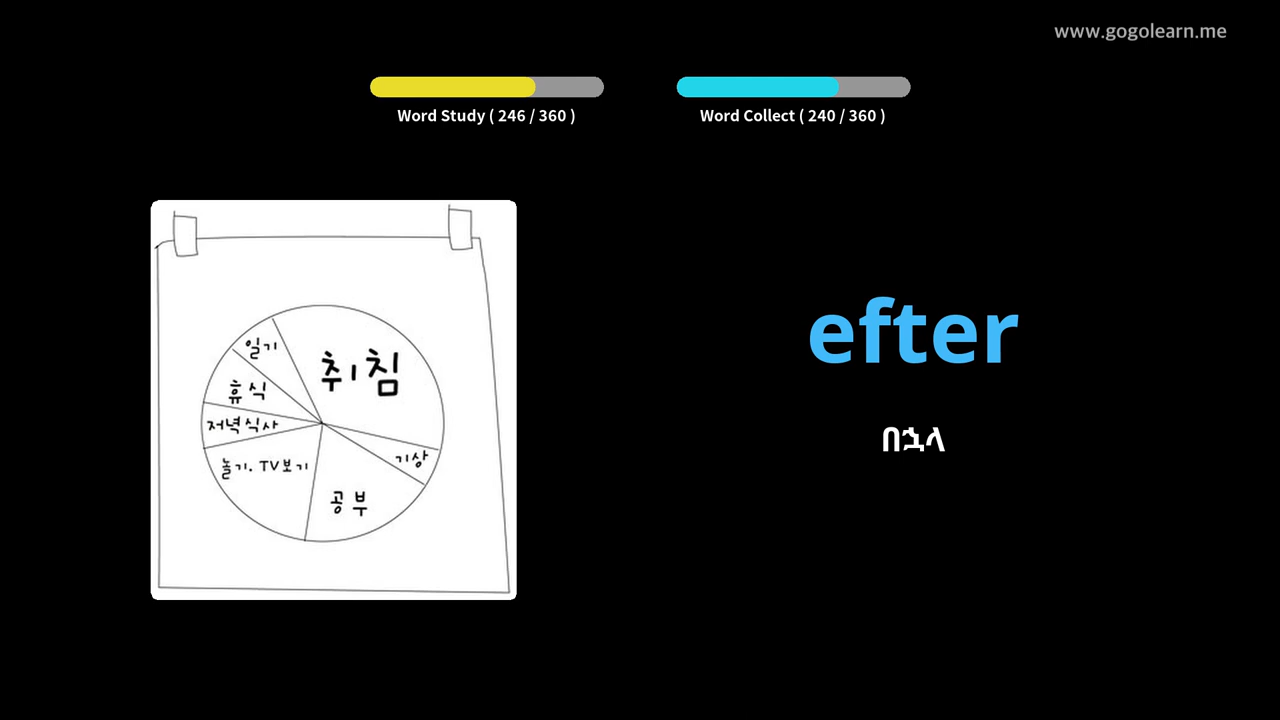 www.gogolearn.me
Word Study ( 246 / 360 )
Word Collect ( 240 / 360 )
일기
취침
휴식
저녁식사
놀기. TV보기
기상
공부
efter
በኋላ